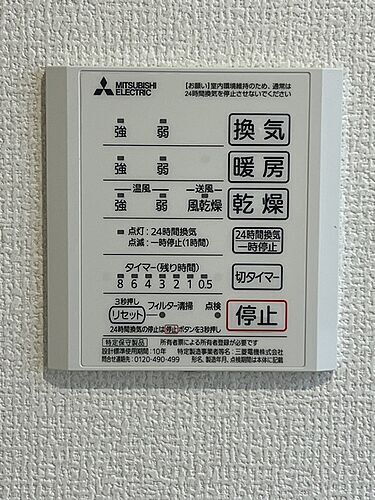 MITSUBISHI ELECTRIC
【お願い】室内環境維持のため、通常は
24時間換気を停止させないでください
強 弱 換気
強 弱 暖房
温風 送風
強 弱 風乾燥 乾燥
点灯：24時間換気
点滅：一時停止(1時間)
24時間換気
一時停止
タイマー(残り時間)
8 6 4 3 2 1 0.5
切タイマー
3秒押し
リセット フィルター清掃 点検
停止
24時間換気の停止は停止ボタンを3秒押し
特定保守製品 所有者票による所有者登録が必要です
設計標準使用期間：10年 特定製造事業者等名：三菱電機株式会社
問合せ連絡先：0120-490-499 形名、製造年月、点検期間は本体に記載